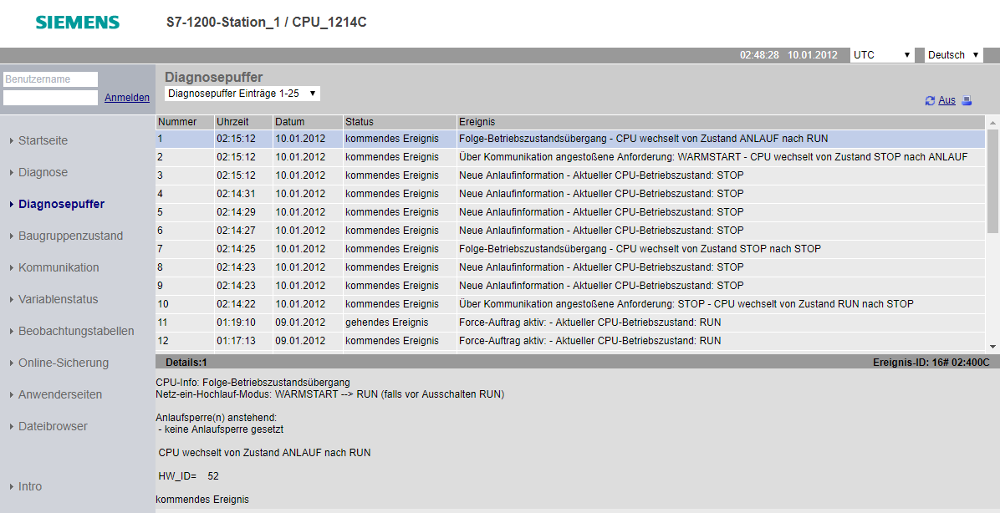 SIEMENS
S7-1200-Station_1 / CPU_1214C
02:48:28 10.01.2012 UTC Deutsch
Benutzername
Anmelden
Diagnosepuffer
Diagnosepuffer Einträge 1-25
Aus
Startseite
Diagnose
Diagnosepuffer
Baugruppenzustand
Kommunikation
Variablenstatus
Beobachtungstabellen
Online-Sicherung
Anwenderseiten
Dateibrowser
Intro
Nummer Uhrzeit Datum Status Ereignis
1 02:15:12 10.01.2012 kommendes Ereignis Folge-Betriebszustandsübergang - CPU wechselt von Zustand ANLAUF nach RUN
2 02:15:12 10.01.2012 kommendes Ereignis Über Kommunikation angestoßene Anforderung: WARMSTART - CPU wechselt von Zustand STOP nach ANLAUF
3 02:15:12 10.01.2012 kommendes Ereignis Neue Anlaufinformation - Aktueller CPU-Betriebszustand: STOP
4 02:14:31 10.01.2012 kommendes Ereignis Neue Anlaufinformation - Aktueller CPU-Betriebszustand: STOP
5 02:14:29 10.01.2012 kommendes Ereignis Neue Anlaufinformation - Aktueller CPU-Betriebszustand: STOP
6 02:14:27 10.01.2012 kommendes Ereignis Neue Anlaufinformation - Aktueller CPU-Betriebszustand: STOP
7 02:14:25 10.01.2012 kommendes Ereignis Folge-Betriebszustandsübergang - CPU wechselt von Zustand STOP nach STOP
8 02:14:23 10.01.2012 kommendes Ereignis Neue Anlaufinformation - Aktueller CPU-Betriebszustand: STOP
9 02:14:23 10.01.2012 kommendes Ereignis Neue Anlaufinformation - Aktueller CPU-Betriebszustand: STOP
10 02:14:22 10.01.2012 kommendes Ereignis Über Kommunikation angestoßene Anforderung: STOP - CPU wechselt von Zustand RUN nach STOP
11 01:19:10 09.01.2012 gehendes Ereignis Force-Auftrag aktiv: - Aktueller CPU-Betriebszustand: RUN
12 01:17:13 09.01.2012 kommendes Ereignis Force-Auftrag aktiv: - Aktueller CPU-Betriebszustand: RUN
Details:1 Ereignis-ID: 16# 02:400C
CPU-Info: Folge-Betriebszustandsübergang
Netz-ein-Hochlauf-Modus: WARMSTART --> RUN (falls vor Ausschalten RUN)
Anlaufsperre(n) anstehend:
- keine Anlaufsperre gesetzt
CPU wechselt von Zustand ANLAUF nach RUN
HW_ID= 52
kommendes Ereignis